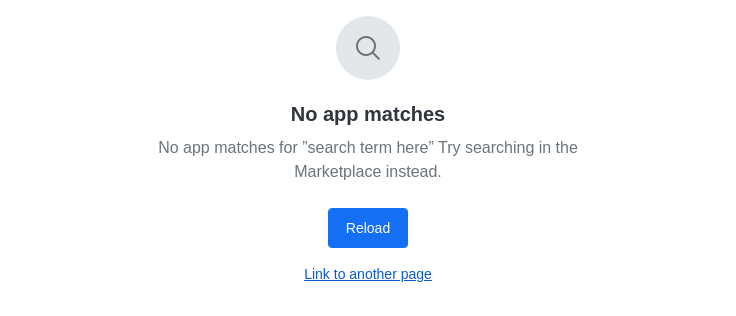 No app matches
No app matches for ”search term here” Try searching in the
Marketplace instead.
Reload
Link to another page